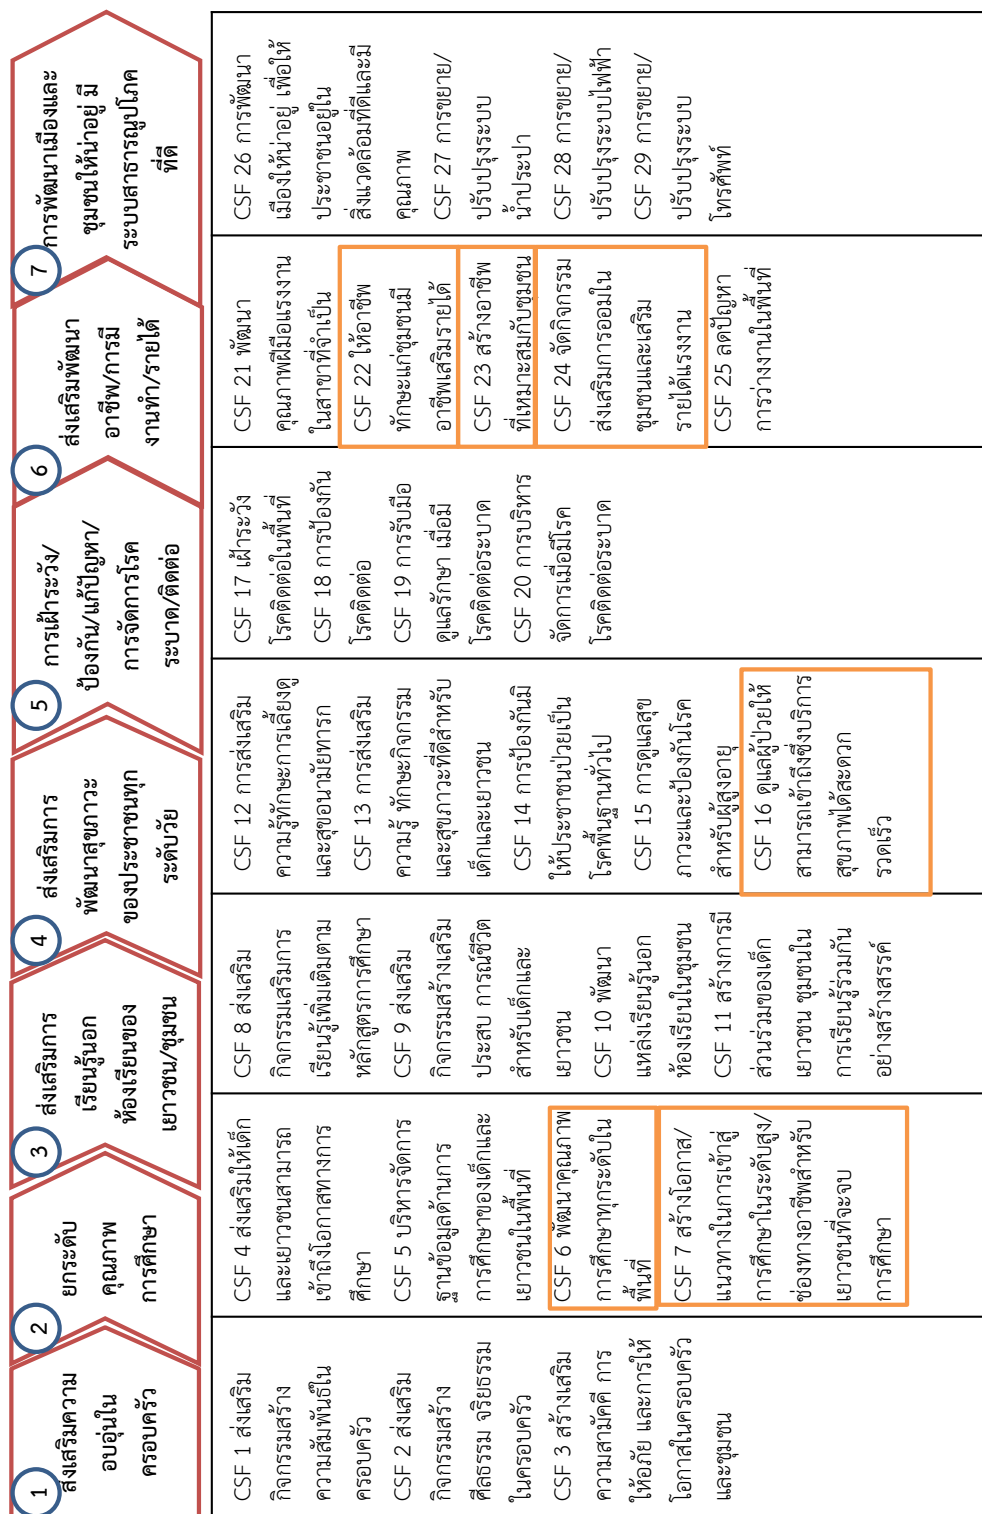 1
ส่งเสริมความ
อบอุ่นใน
ครอบครัว
2
ยกระดับ
คุณภาพ
การศึกษา
3
ส่งเสริมการ
เรียนรู้นอก
ห้องเรียนของ
เยาวชน/ชุมชน
4
ส่งเสริมการ
พัฒนาสุขภาวะ
ของประชาชนทุก
ระดับวัย
5
การเฝ้าระวัง/
ป้องกัน/แก้ปัญหา/
การจัดการโรค
ระบาด/ติดต่อ
6
ส่งเสริมพัฒนา
อาชีพ/การมี
งานทำ/รายได้
7
การพัฒนาเมืองและ
ชุมชนให้น่าอยู่ มี
ระบบสาธารณูปโภค
ที่ดี
CSF 1 ส่งเสริม
กิจกรรมสร้าง
ความสัมพันธ์ใน
ครอบครัว
CSF 2 ส่งเสริม
กิจกรรมสร้าง
ศีลธรรม จริยธรรม
ในครอบครัว
CSF 3 สร้างเสริม
ความสามัคคี การ
ให้อภัย และการให้
โอกาสในครอบครัว
และชุมชน
CSF 4 ส่งเสริมให้เด็ก
และเยาวชนสามารถ
เข้าถึงโอกาสทางการ
ศึกษา
CSF 5 บริหารจัดการ
ฐานข้อมูลด้านการ
การศึกษาของเด็กและ
เยาวชนในพื้นที่
CSF 6 พัฒนาคุณภาพ
การศึกษาทุกระดับใน
พื้นที่
CSF 7 สร้างโอกาส/
แนวทางในการเข้าสู่
การศึกษาในระดับสูง/
ช่องทางอาชีพสำหรับ
เยาวชนที่จะจบ
การศึกษา
CSF 8 ส่งเสริม
กิจกรรมเสริมการ
เรียนรู้เพิ่มเติมตาม
หลักสูตรการศึกษา
CSF 9 ส่งเสริม
กิจกรรมสร้างเสริม
ประสบ การณ์ชีวิต
สำหรับเด็กและ
เยาวชน
CSF 10 พัฒนา
แหล่งเรียนรู้นอก
ห้องเรียนในชุมชน
CSF 11 สร้างการมี
ส่วนร่วมของเด็ก
เยาวชน ชุมชนใน
การเรียนรู้ร่วมกัน
อย่างสร้างสรรค์
CSF 12 การส่งเสริม
ความรู้ทักษะการเลี้ยงดู
และสุขอนามัยทารก
CSF 13 การส่งเสริม
ความรู้ ทักษะกิจกรรม
และสุขภาวะที่ดีสำหรับ
เด็กและเยาวชน
CSF 14 การป้องกันมิ
ให้ประชาชนป่วยเป็น
โรคพื้นฐานทั่วไป
CSF 15 การดูแลสุข
ภาวะและป้องกันโรค
สำหรับผู้สูงอายุ
CSF 16 ดูแลผู้ป่วยให้
สามารถเข้าถึงซึ่งบริการ
สุขภาพได้สะดวก
รวดเร็ว
CSF 17 เฝ้าระวัง
โรคติดต่อในพื้นที่
CSF 18 การป้องกัน
โรคติดต่อ
CSF 19 การรับมือ
ดูแลรักษา เมื่อมี
โรคติดต่อระบาด
CSF 20 การบริหาร
จัดการเมื่อมีโรค
โรคติดต่อระบาด
CSF 21 พัฒนา
คุณภาพฝีมือแรงงาน
ในสาขาที่จำเป็น
CSF 22 ให้อาชีพ
ทักษะแก่ชุมชนมี
อาชีพเสริมรายได้
CSF 23 สร้างอาชีพ
ที่เหมาะสมกับชุมชน
CSF 24 จัดกิจกรรม
ส่งเสริมการออมใน
ชุมชนและเสริม
รายได้แรงงาน
CSF 25 ลดปัญหา
การว่างงานในพื้นที่
CSF 26 การพัฒนา
เมืองให้น่าอยู่ เพื่อให้
ประชาชนอยู่ใน
สิ่งแวดล้อมที่ดีและมี
คุณภาพ
CSF 27 การขยาย/
ปรับปรุงระบบ
น้ำประปา
CSF 28 การขยาย/
ปรับปรุงระบบไฟฟ้า
CSF 29 การขยาย/
ปรับปรุงระบบ
โทรศัพท์